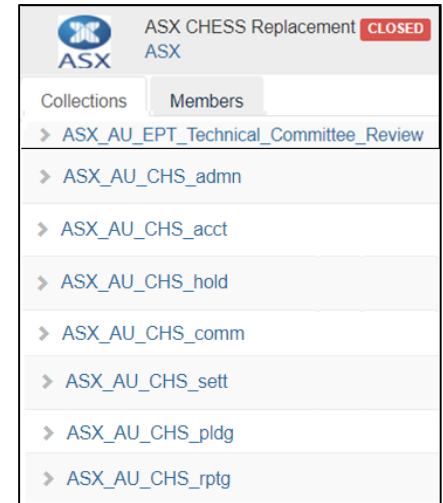 ASX CHESS Replacement CLOSED
ASX
ASX
Collections Members
ASX_AU_EPT_Technical_Committee_Review
ASX_AU_CHS_admn
ASX_AU_CHS_acct
ASX_AU_CHS_hold
ASX_AU_CHS_comm
ASX_AU_CHS_sett
ASX_AU_CHS_pldg
ASX_AU_CHS_rptg